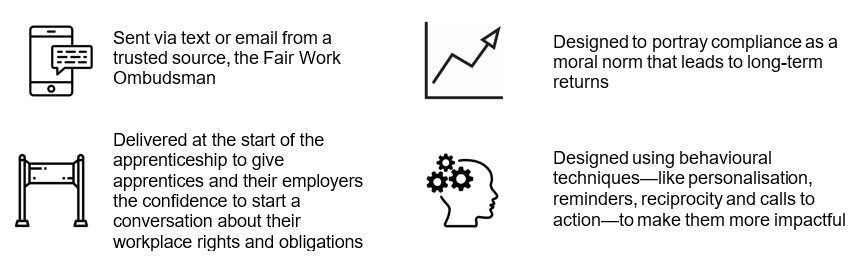 Sent via text or email from a
trusted source, the Fair Work
Ombudsman
Designed to portray compliance as a
moral norm that leads to long-term
returns
Delivered at the start of the
apprenticeship to give
apprentices and their employers
the confidence to start a
conversation about their
workplace rights and obligations
Designed using behavioural
techniques—like personalisation,
reminders, reciprocity and calls to
action—to make them more impactful